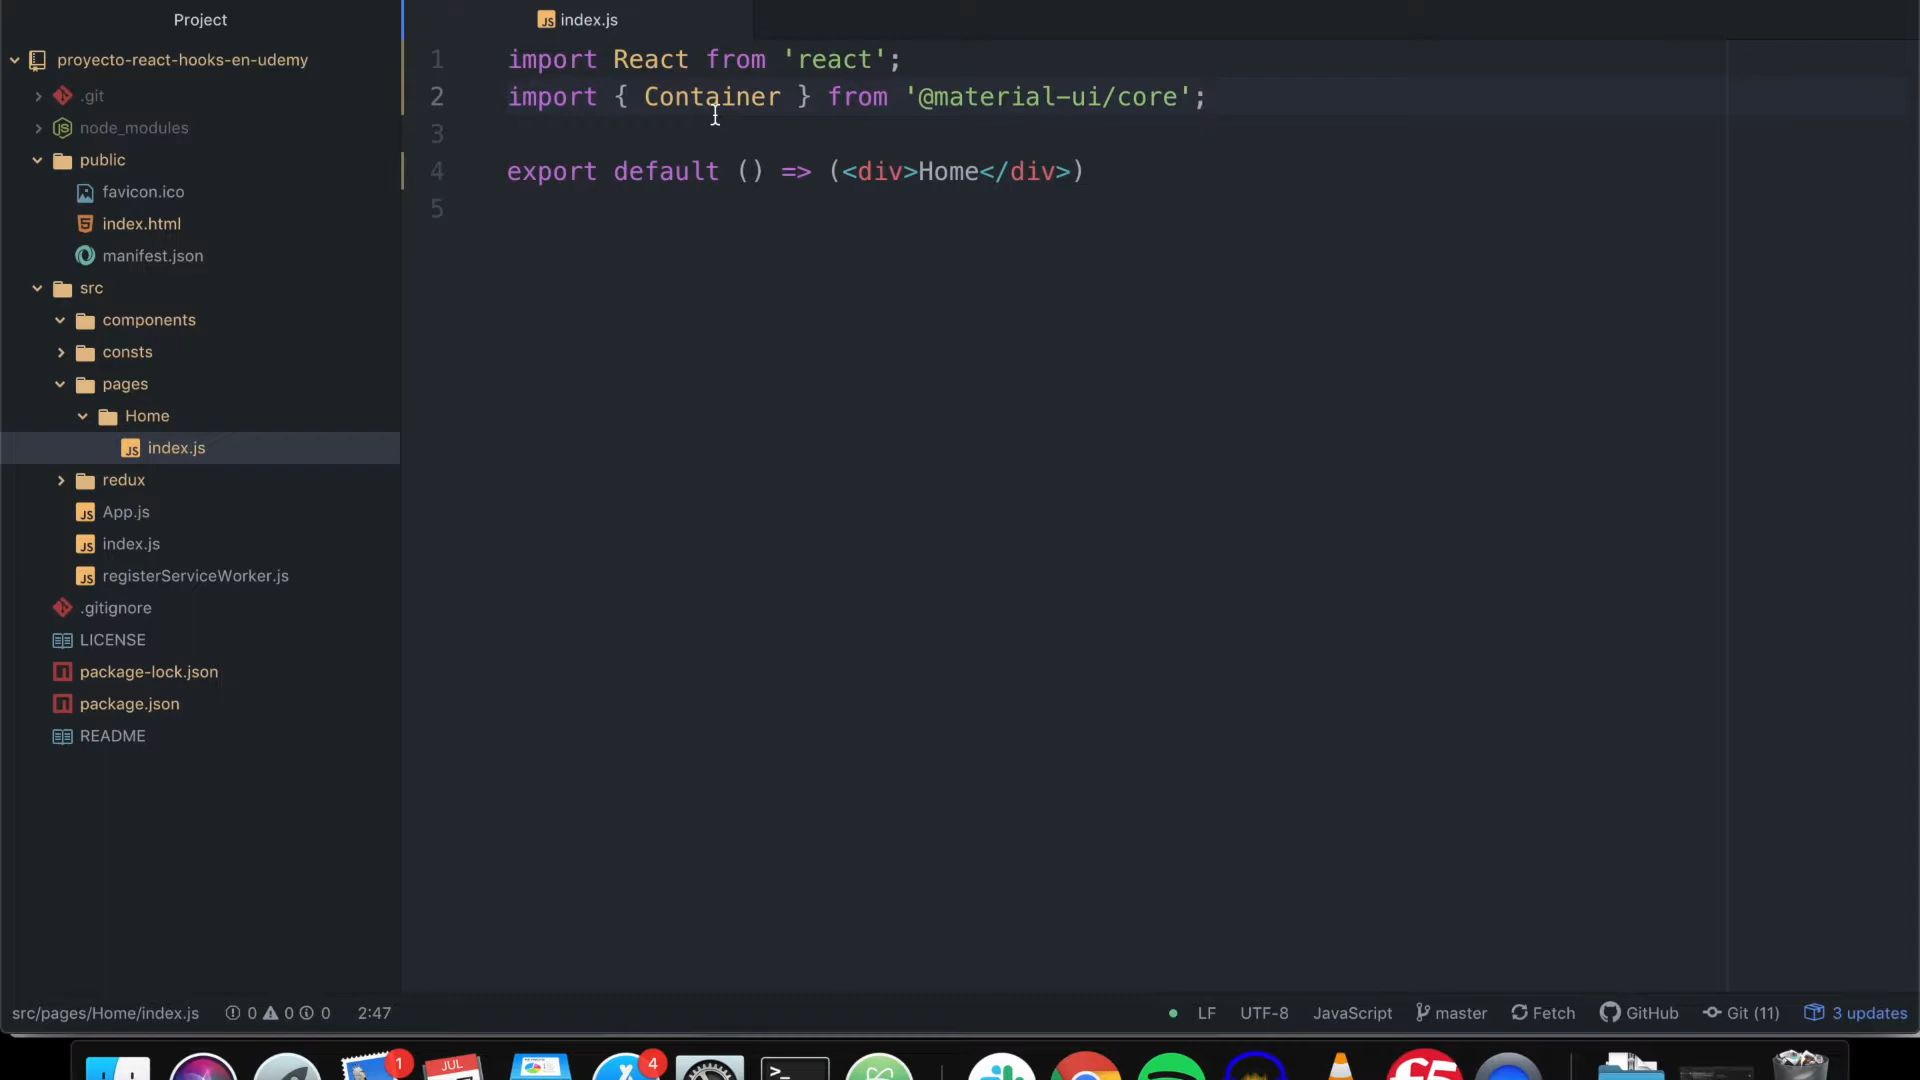 Project
index.js
proyecto-react-hooks-en-udemy
.git
node_modules
public
favicon.ico
index.html
manifest.json
src
components
consts
pages
Home
index.js
redux
App.js
index.js
registerServiceWorker.js
.gitignore
LICENSE
package-lock.json
package.json
README
1 import React from 'react';
2 import { Container } from '@material-ui/core';
3
4 export default () => (<div>Home</div>)
5
src/pages/Home/index.js 0 0 0 2:47 LF UTF-8 JavaScript master Fetch GitHub Git (11) 3 updates
1 JUL 4 >_ F5